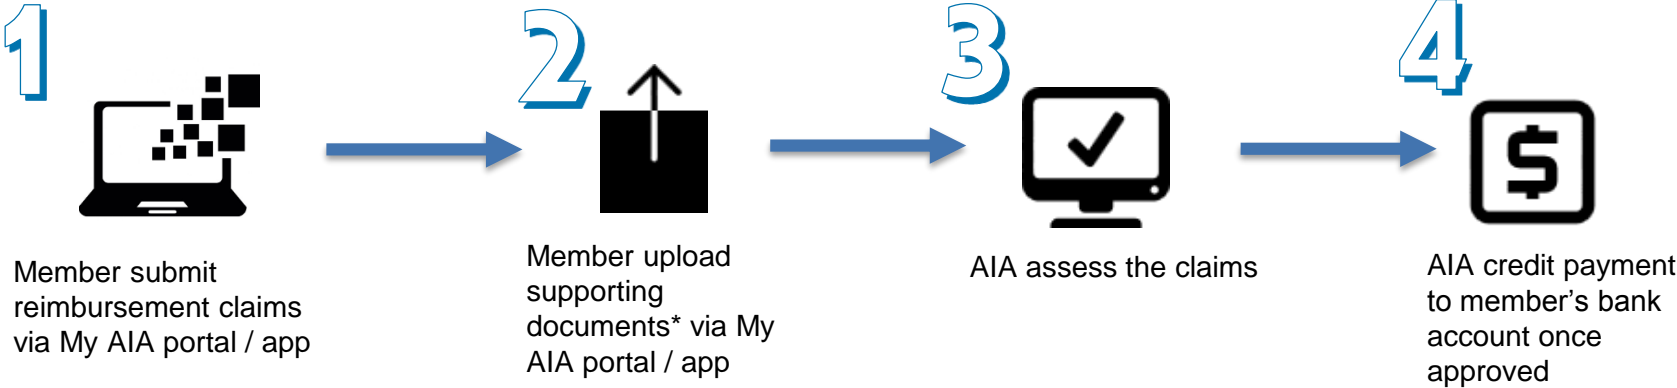 1
Member submit
reimbursement claims
via My AIA portal / app
2
Member upload
supporting
documents* via My
AIA portal / app
3
AIA assess the claims
4
$
AIA credit payment
to member’s bank
account once
approved